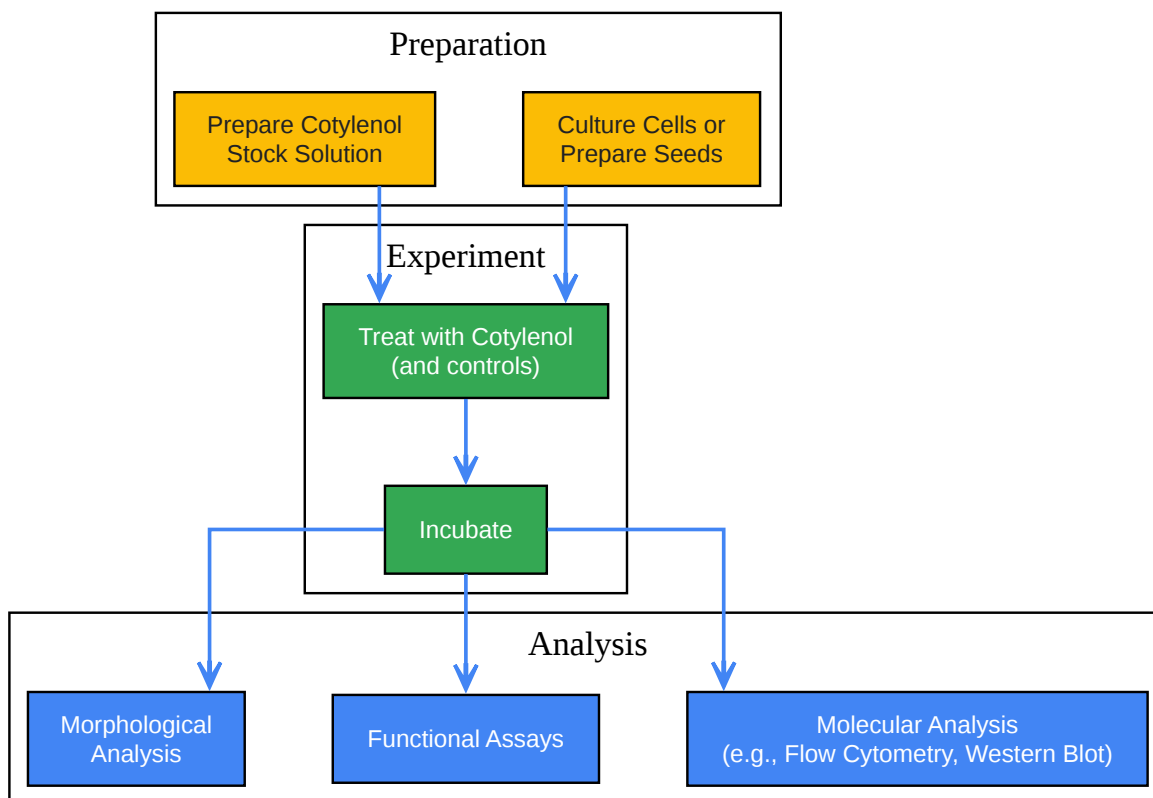 Preparation
Prepare Cotylenol
Stock Solution
Culture Cells or
Prepare Seeds
Experiment
Treat with Cotylenol
(and controls)
Incubate
Analysis
Morphological
Analysis
Functional Assays
Molecular Analysis
(e.g., Flow Cytometry, Western Blot)